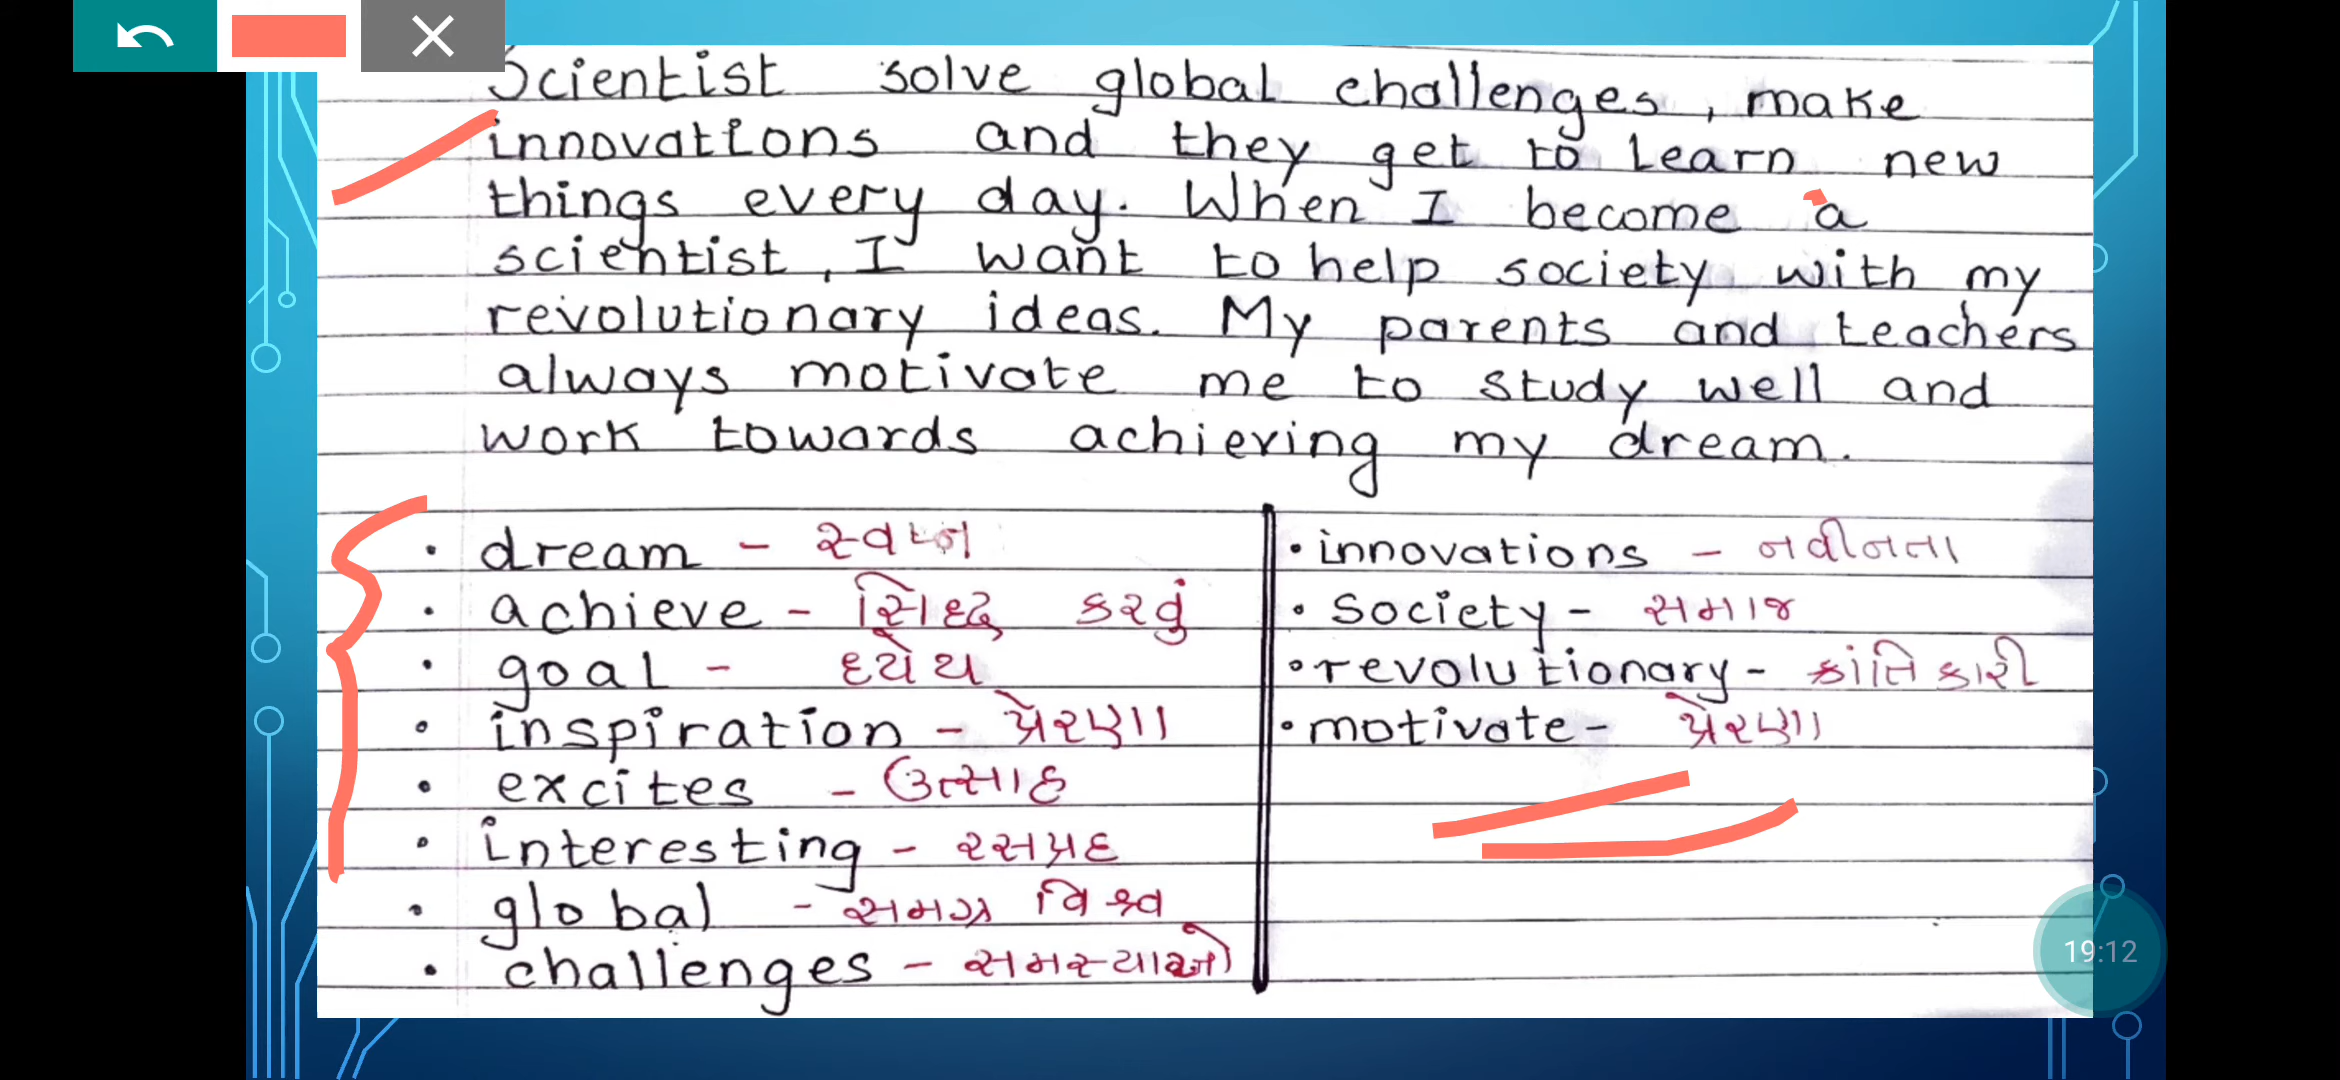 Scientist solve global challenges, make
innovations and they get to learn new
things every day. When I become a
scientist, I want to help society with my
revolutionary ideas. My parents and teachers
always motivate me to study well and
work towards achieving my dream.
• dream - સ્વપ્ન
• achieve - સિદ્ધ કરવું
• goal - ધ્યેય
• inspiration - પ્રેરણા
• excites - ઉત્સાહ
• interesting - રસપ્રદ
• global - સમગ્ર વિશ્વ
• challenges - સમસ્યાઓ
• innovations - નવીનતા
• society - સમાજ
• revolutionary - ક્રાંતિકારી
• motivate - પ્રેરણા
19:12